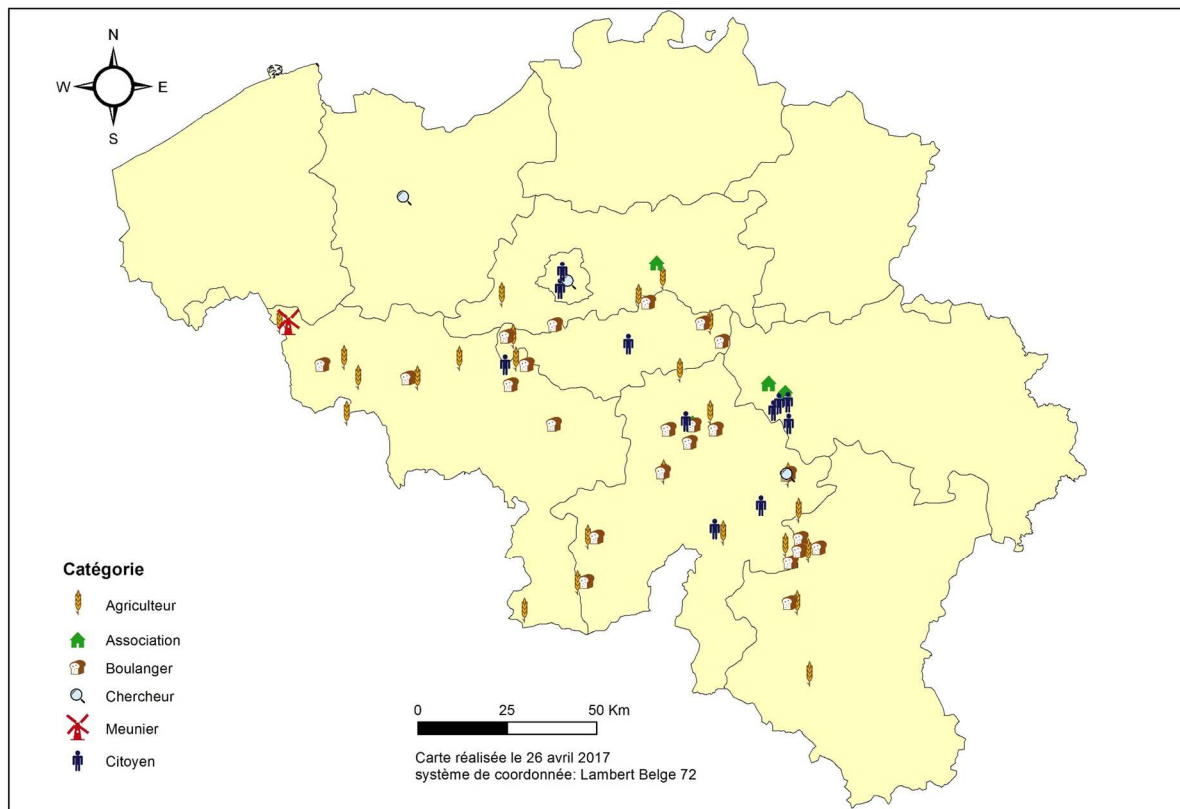 N
W E
S
Catégorie
Agriculteur
Association
Boulanger
Chercheur
Meunier
Citoyen
0 25 50 Km
Carte réalisée le 26 avril 2017
système de coordonnée: Lambert Belge 72